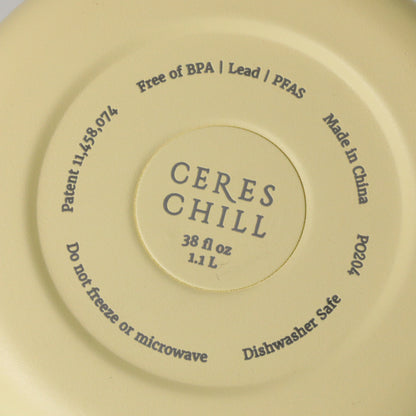 Free of BPA | Lead | PFAS
Made in China
PO204
Dishwasher Safe
Do not freeze or microwave
Patent 11,458,074
CERES
CHILL
38 fl oz
1.1 L